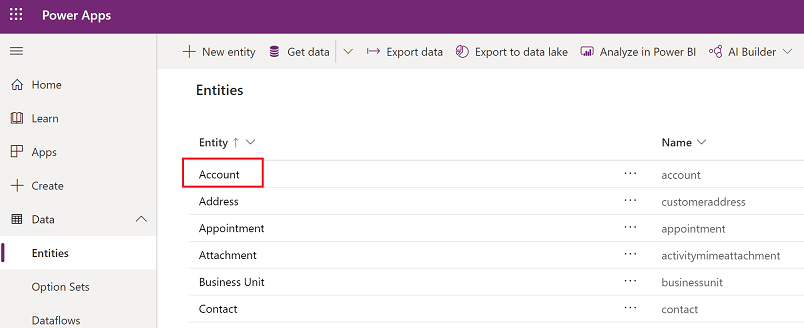 Power Apps
New entity Get data Export data Export to data lake Analyze in Power BI AI Builder
Home
Learn
Apps
Create
Data
Entities
Option Sets
Dataflows
Entities
Entity ↑ Name
Account ... account
Address ... customeraddress
Appointment ... appointment
Attachment ... activitymimeattachment
Business Unit ... businessunit
Contact ... contact